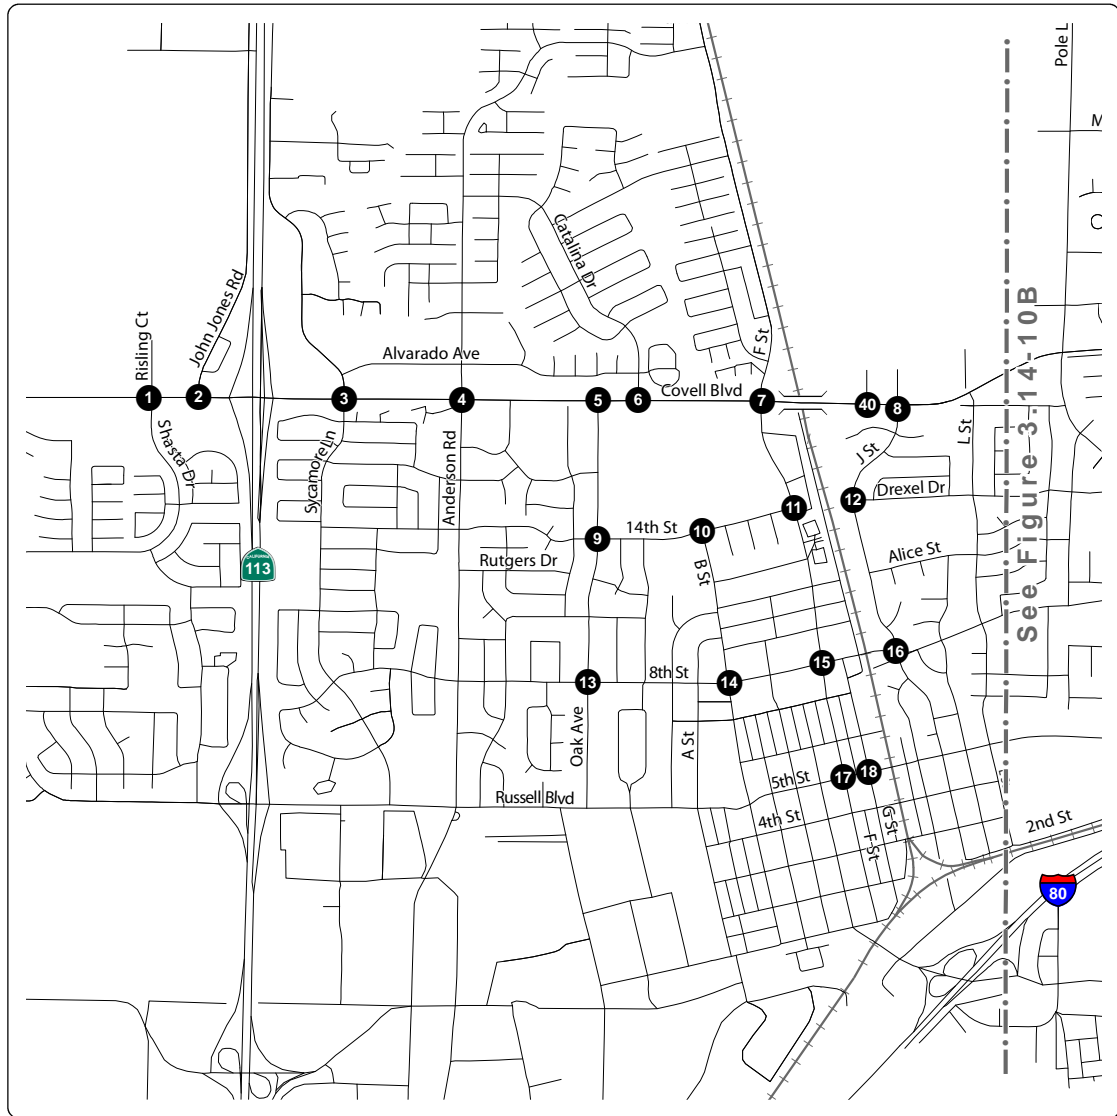 Pole L
M
Catalina Dr
John Jones Rd
Risling Ct
F St
Alvarado Ave
Covell Blvd
1
2
3
4
5
6
7
40
8
Shasta Dr
Sycamore Ln
Anderson Rd
J St
L St
See Figure 3.14-10B
Drexel Dr
12
11
14th St
10
9
CALIFORNIA
113
Rutgers Dr
B St
Alice St
16
15
8th St
13
14
Oak Ave
A St
5th St
17
18
Russell Blvd
4th St
G St
F St
2nd St
80